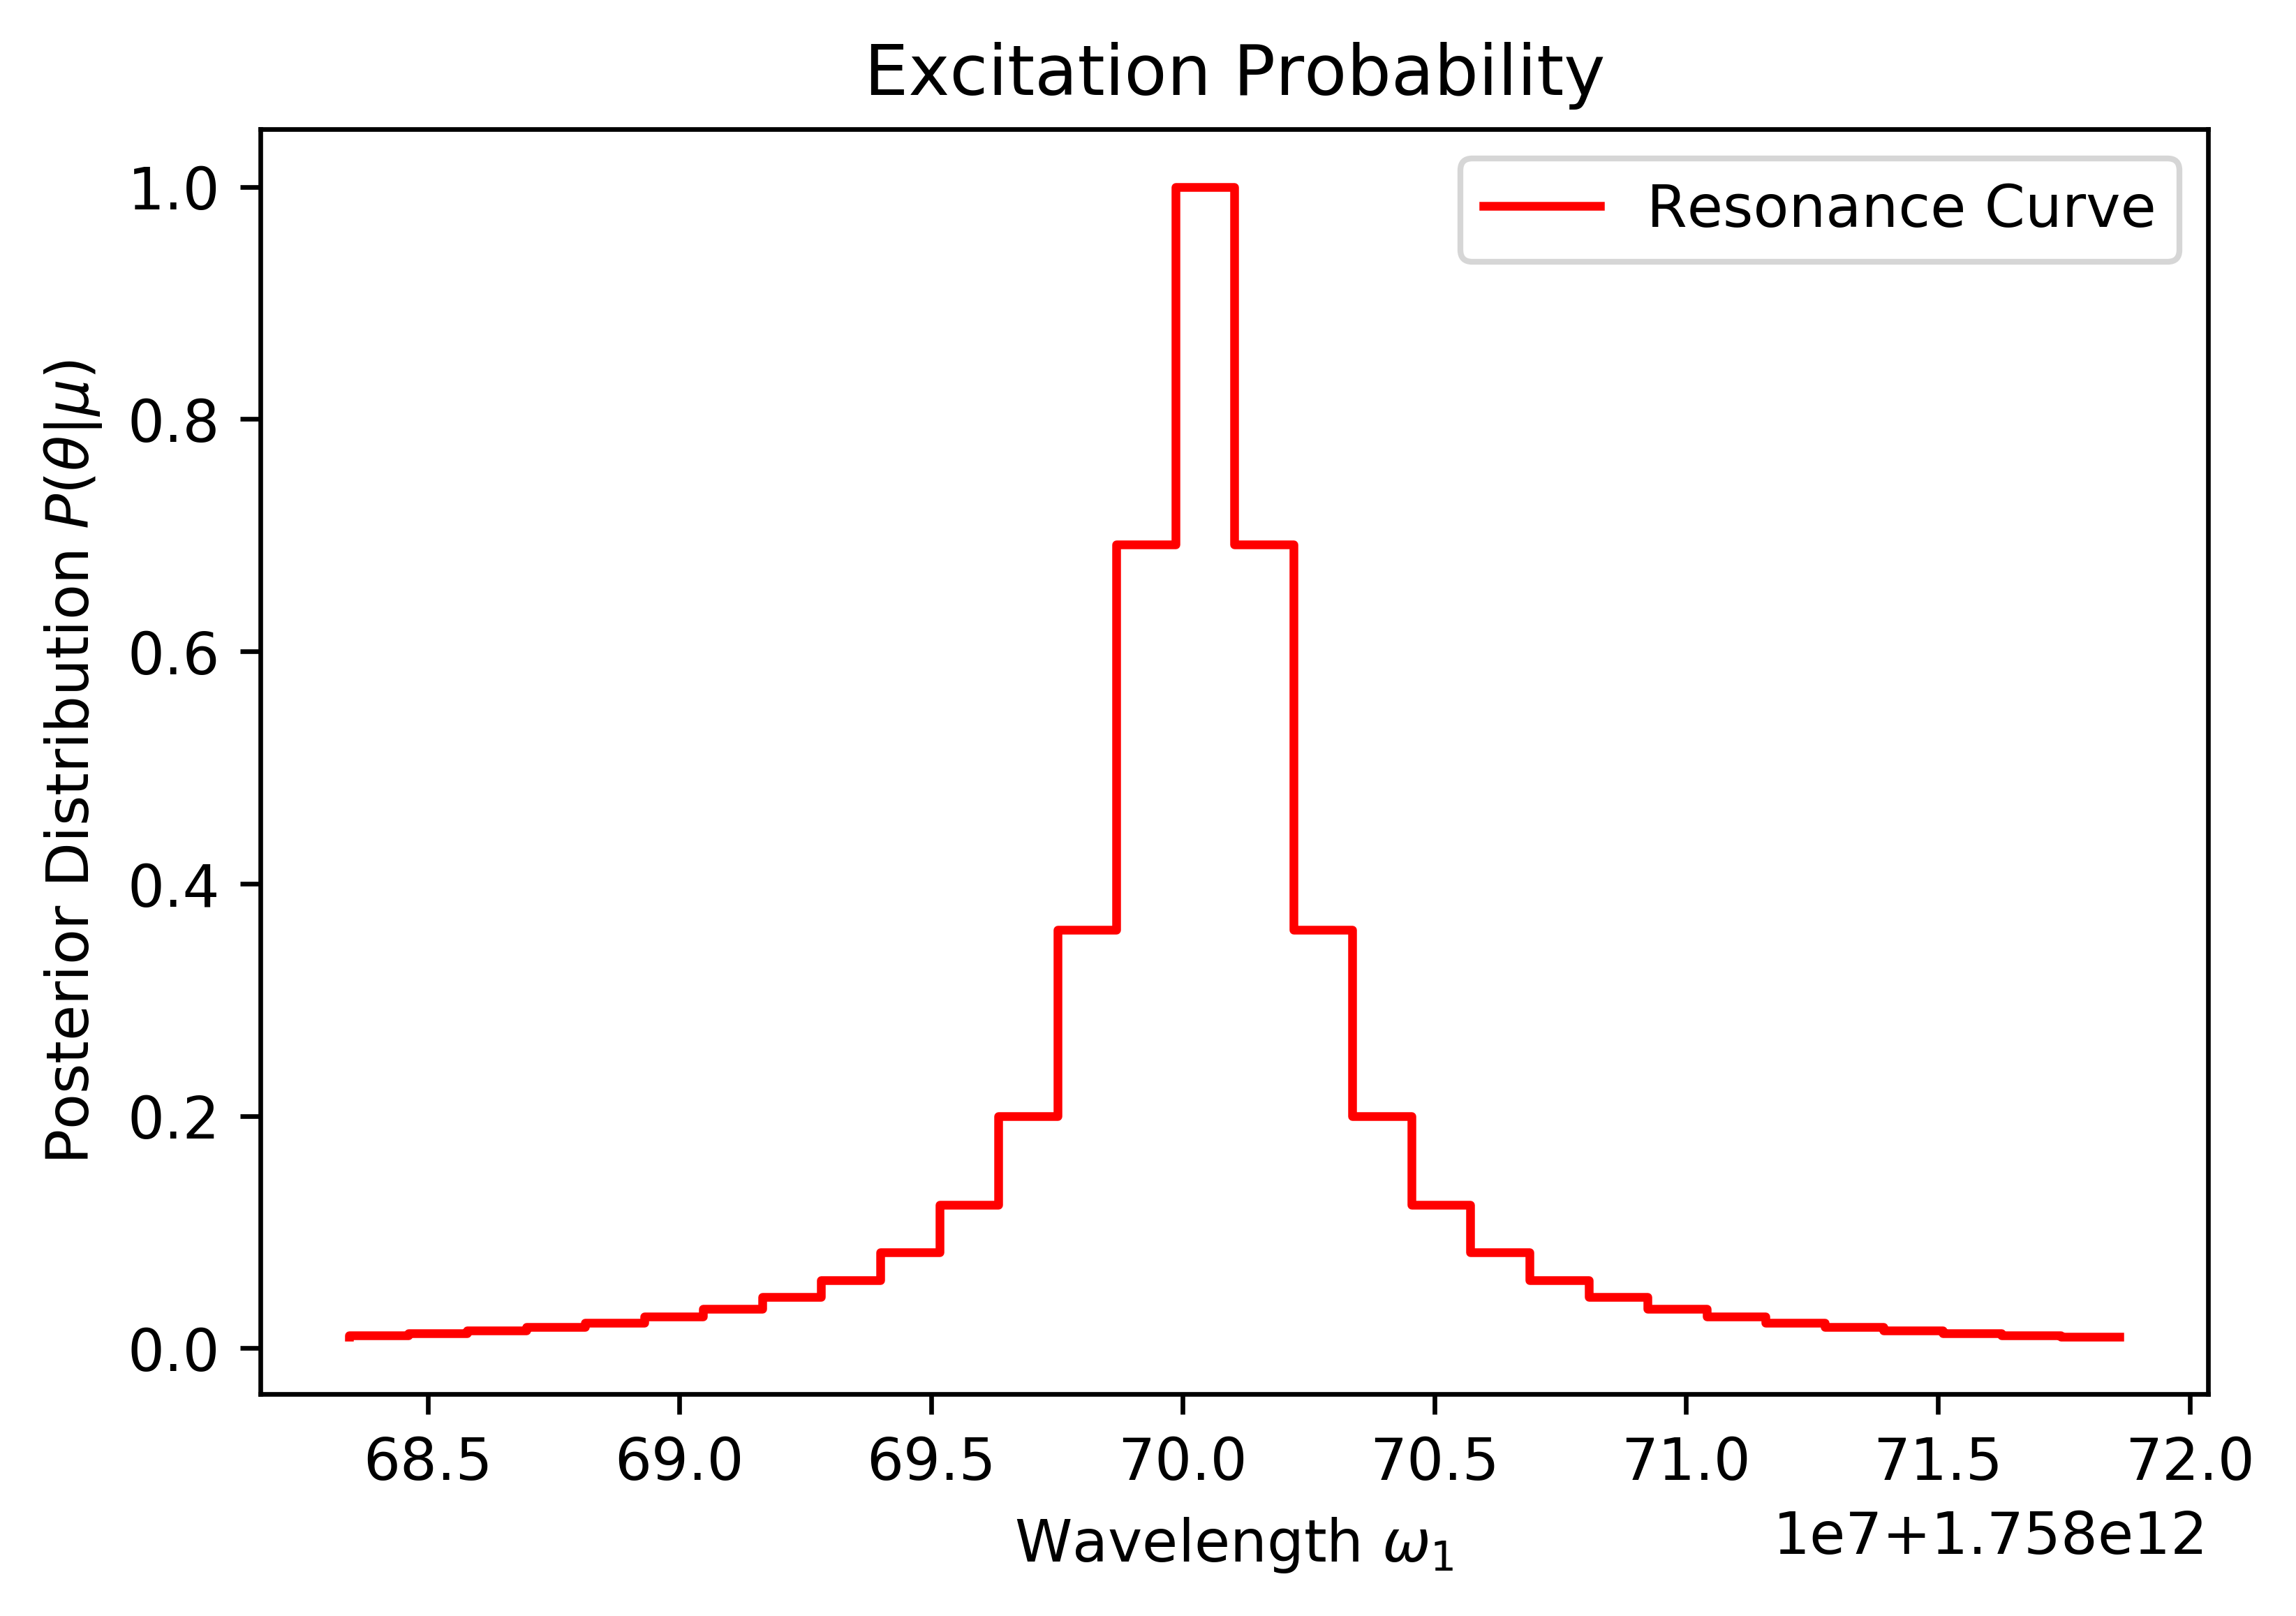 Excitation Probability
Resonance Curve
Posterior Distribution P(θ|μ)
1.0
0.8
0.6
0.4
0.2
0.0
68.5 69.0 69.5 70.0 70.5 71.0 71.5 72.0
1e7+1.758e12
Wavelength ω₁